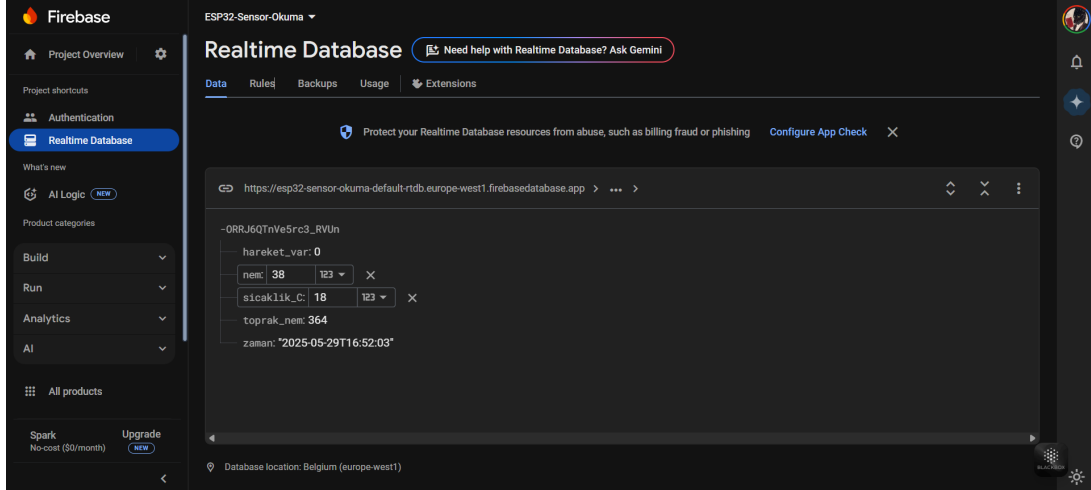 Firebase
Project Overview
Project shortcuts
Authentication
Realtime Database
What's new
AI Logic NEW
Product categories
Build
Run
Analytics
AI
All products
Spark
No-cost ($0/month)
Upgrade
NEW
ESP32-Sensor-Okuma
Realtime Database
Need help with Realtime Database? Ask Gemini
Data Rules Backups Usage Extensions
Protect your Realtime Database resources from abuse, such as billing fraud or phishing Configure App Check
https://esp32-sensor-okuma-default-rtdb.europe-west1.firebasedatabase.app > ... >
-ORRJ6QTnVe5rc3_RVUn
hareket_var: 0
nem: 38 123
sicaklik_C: 18 123
toprak_nem: 364
zaman: "2025-05-29T16:52:03"
Database location: Belgium (europe-west1)
BLACKBOX